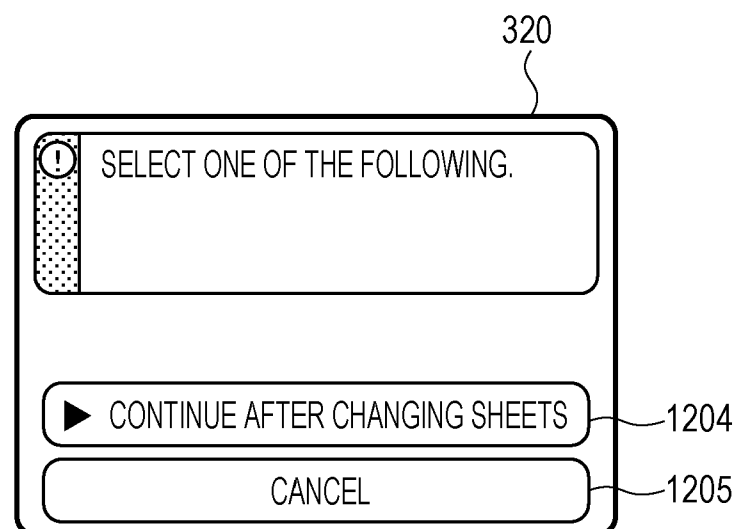 320
!
SELECT ONE OF THE FOLLOWING.
▶ CONTINUE AFTER CHANGING SHEETS
1204
CANCEL
1205